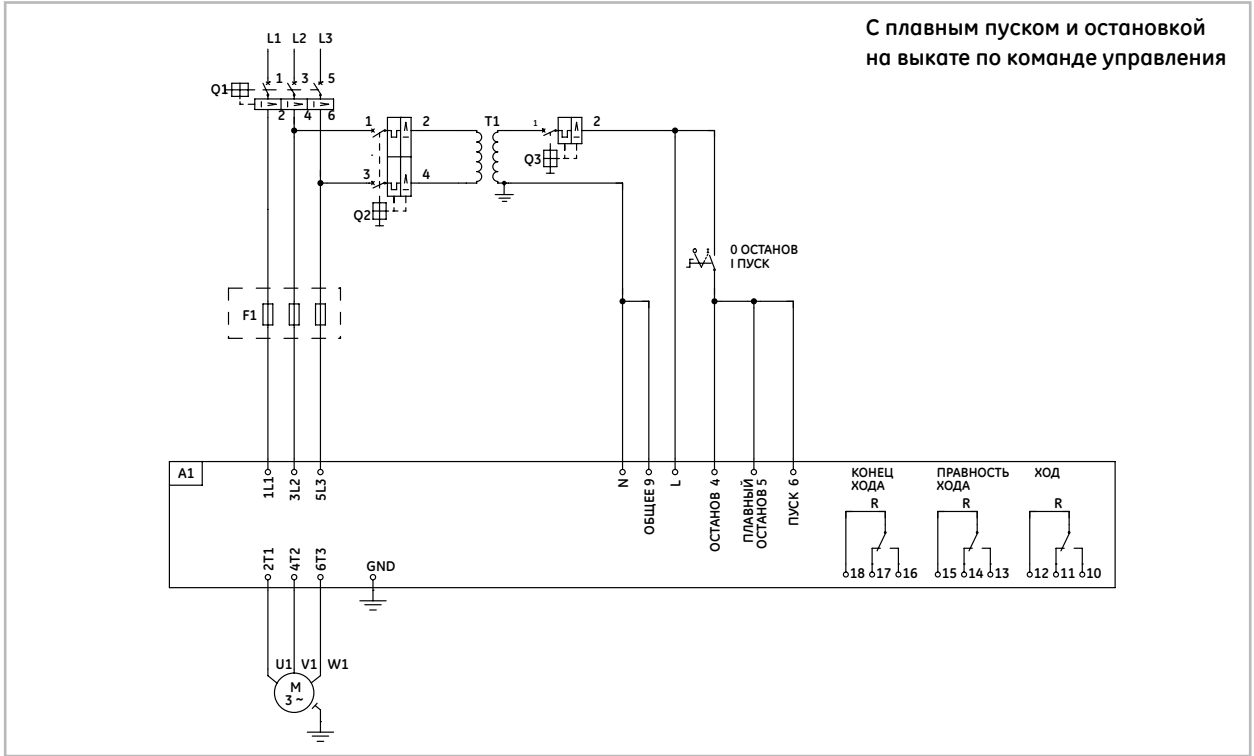 С плавным пуском и остановкой
на выкате по команде управления
L1 L2 L3
Q1
1 3 5
2 4 6
1 2
3 4
Q2
T1
1 2
Q3
0 ОСТАНОВ
I ПУСК
F1
A1
1L1
3L2
5L3
N
ОБЩЕЕ 9
L
ОСТАНОВ 4
ПЛАВНЫЙ
ОСТАНОВ 5
ПУСК 6
КОНЕЦ
ХОДА
R
18 17 16
ПРАВНОСТЬ
ХОДА
R
15 14 13
ХОД
R
12 11 10
2T1
4T2
6T3
GND
U1 V1 W1
M
3 ~